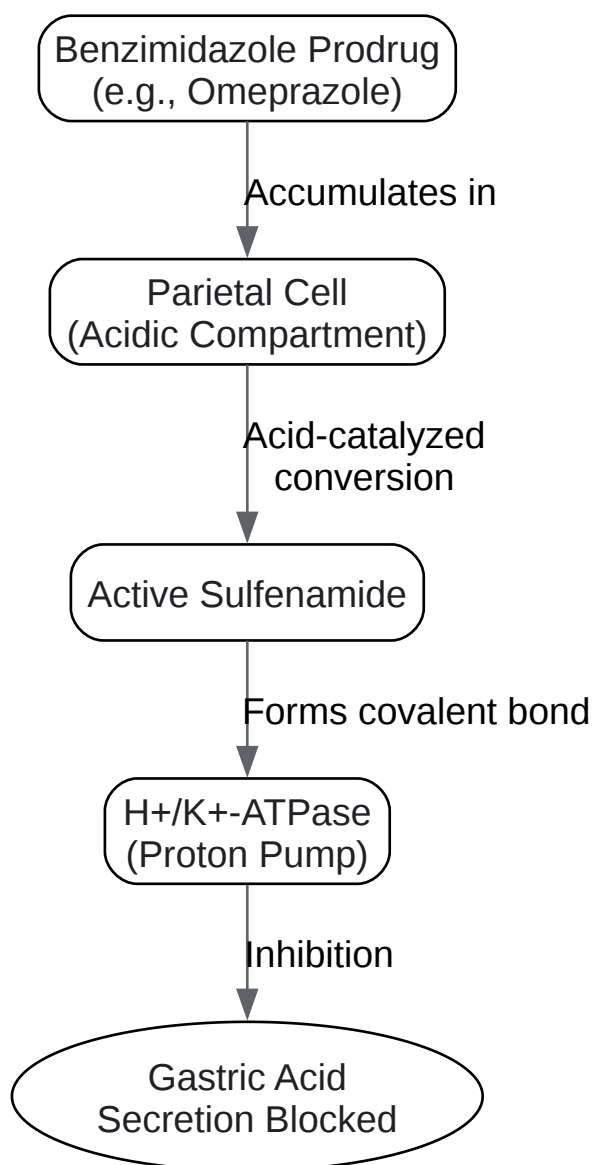 Benzimidazole Prodrug
(e.g., Omeprazole)
Accumulates in
Parietal Cell
(Acidic Compartment)
Acid-catalyzed
conversion
Active Sulfenamide
Forms covalent bond
H+/K+-ATPase
(Proton Pump)
Inhibition
Gastric Acid
Secretion Blocked